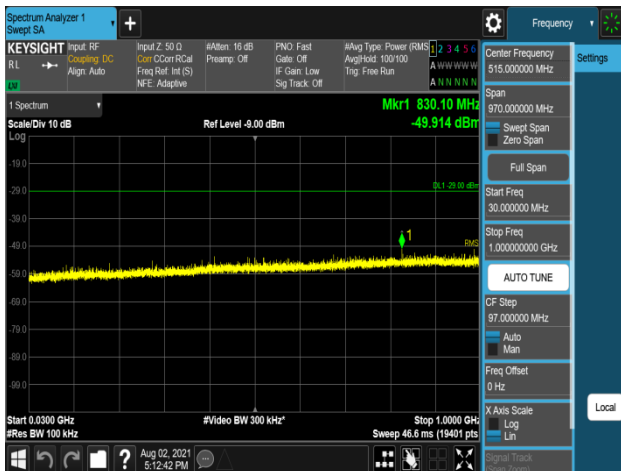 Spectrum Analyzer 1
Swept SA
Frequency
KEYSIGHT
RL
Input: RF
Coupling: DC
Align: Auto
Input Z: 50 Ω
Corr CCorr RCal
Freq Ref: Int (S)
NFE: Adaptive
#Atten: 16 dB
Preamp: Off
PNO: Fast
Gate: Off
IF Gain: Low
Sig Track: Off
#Avg Type: Power (RMS
Avg|Hold: 100/100
Trig: Free Run
1 2 3 4 5 6
A W W W W W
A N N N N N
1 Spectrum
Scale/Div 10 dB
Log
Ref Level -9.00 dBm
Mkr1 830.10 MHz
-49.914 dBm
-19.0
-29.0
DL1 -29.00 dBm
-39.0
1
-49.0
RMS
-59.0
-69.0
-79.0
-89.0
-99.0
Start 0.0300 GHz
#Res BW 100 kHz
#Video BW 300 kHz*
Stop 1.0000 GHz
Sweep 46.6 ms (19401 pts
Aug 02, 2021
5:12:42 PM
Center Frequency
515.000000 MHz
Settings
Span
970.000000 MHz
Swept Span
Zero Span
Full Span
Start Freq
30.000000 MHz
Stop Freq
1.000000000 GHz
AUTO TUNE
CF Step
97.000000 MHz
Auto
Man
Freq Offset
0 Hz
X Axis Scale
Log
Lin
Local
Signal Track
(Span Zoom)